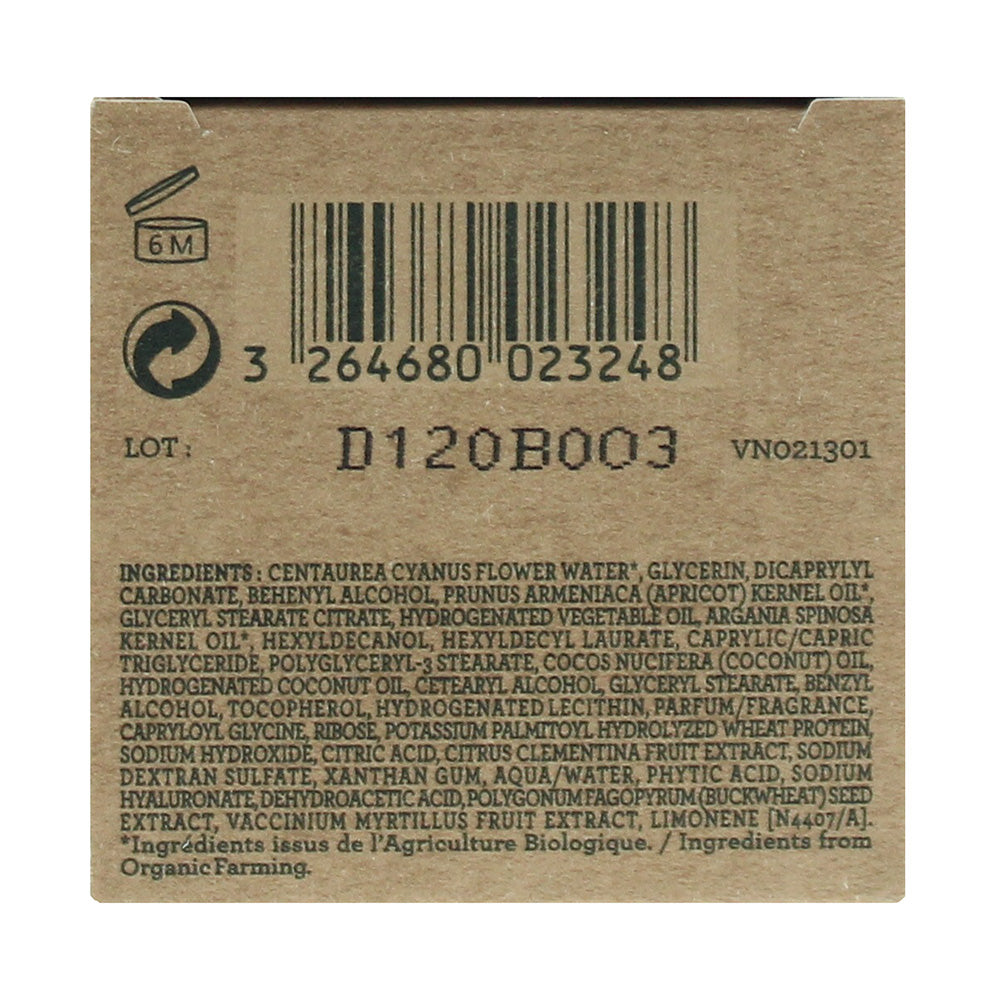 6M
3 264680 023248
LOT : D120B003 VN021301
INGREDIENTS : CENTAUREA CYANUS FLOWER WATER*, GLYCERIN, DICAPRYLYL
CARBONATE, BEHENYL ALCOHOL, PRUNUS ARMENIACA (APRICOT) KERNEL OIL*,
GLYCERYL STEARATE CITRATE, HYDROGENATED VEGETABLE OIL, ARGANIA SPINOSA
KERNEL OIL*, HEXYLDECANOL, HEXYLDECYL LAURATE, CAPRYLIC/CAPRIC
TRIGLYCERIDE, POLYGLYCERYL-3 STEARATE, COCOS NUCIFERA (COCONUT) OIL,
HYDROGENATED COCONUT OIL, CETEARYL ALCOHOL, GLYCERYL STEARATE, BENZYL
ALCOHOL, TOCOPHEROL, HYDROGENATED LECITHIN, PARFUM/FRAGRANCE,
CAPRYLOYL GLYCINE, RIBOSE, POTASSIUM PALMITOYL HYDROLYZED WHEAT PROTEIN,
SODIUM HYDROXIDE, CITRIC ACID, CITRUS CLEMENTINA FRUIT EXTRACT, SODIUM
DEXTRAN SULFATE, XANTHAN GUM, AQUA/WATER, PHYTIC ACID, SODIUM
HYALURONATE, DEHYDROACETIC ACID, POLYGONUM FAGOPYRUM (BUCKWHEAT) SEED
EXTRACT, VACCINIUM MYRTILLUS FRUIT EXTRACT, LIMONENE [N4407/A].
*Ingrédients issus de l'Agriculture Biologique. / Ingredients from
Organic Farming.